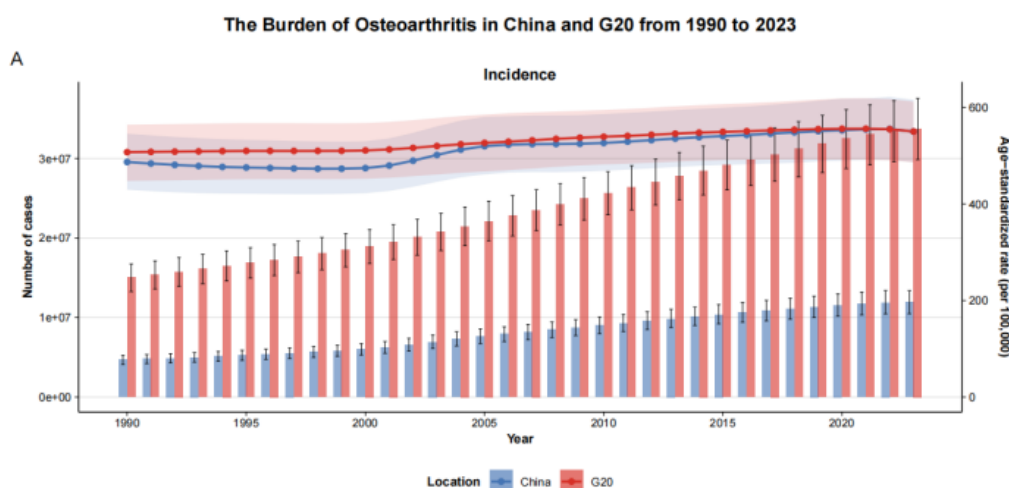 The Burden of Osteoarthritis in China and G20 from 1990 to 2023
A
Incidence
3e+07
2e+07
1e+07
0e+00
Number of cases
600
400
200
0
Age-standardized rate (per 100,000)
1990 1995 2000 2005 2010 2015 2020
Year
Location China G20